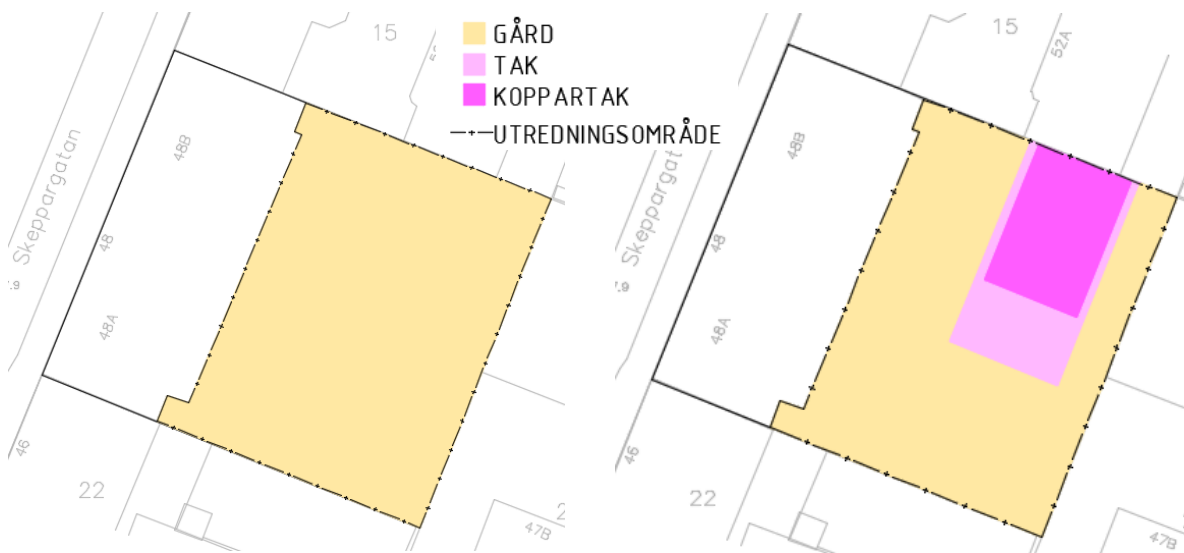 15
GÅRD
TAK
KOPPARTAK
UTREDNINGSOMRÅDE
48B
Skeppargatan
48
48A
46
22
47B
15
52A
48B
48
48A
46
22
47B